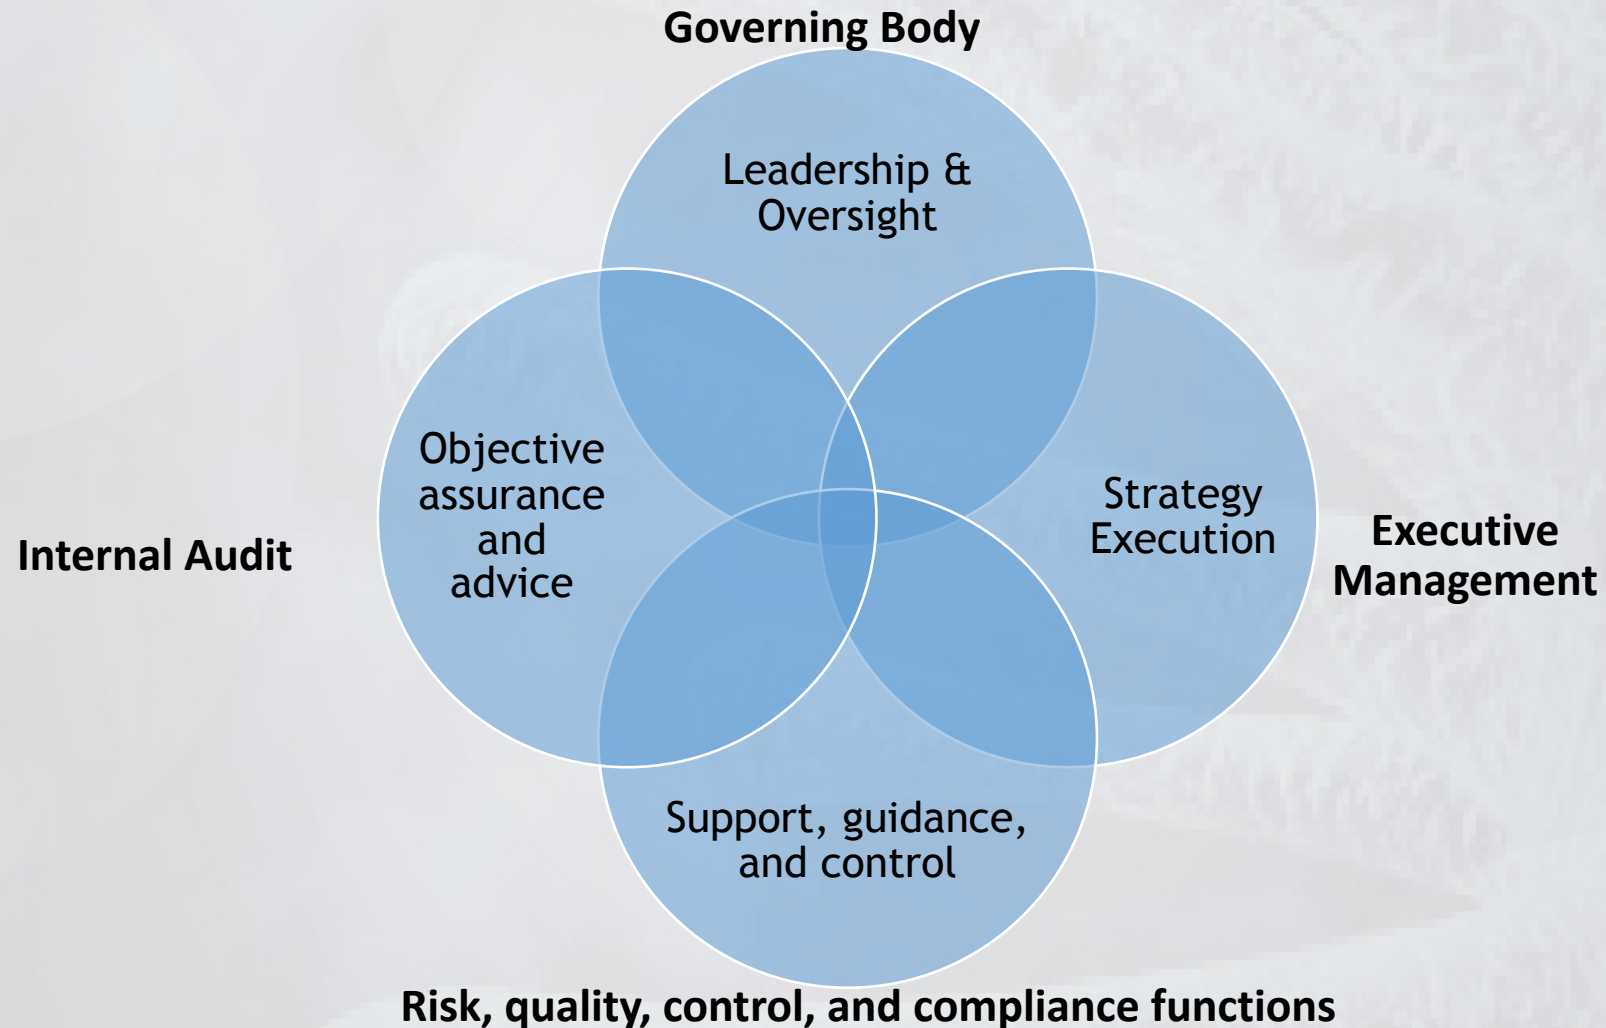 Governing Body
Leadership &
Oversight
Objective
assurance
and
advice
Internal Audit
Strategy
Execution
Executive
Management
Support, guidance,
and control
Risk, quality, control, and compliance functions